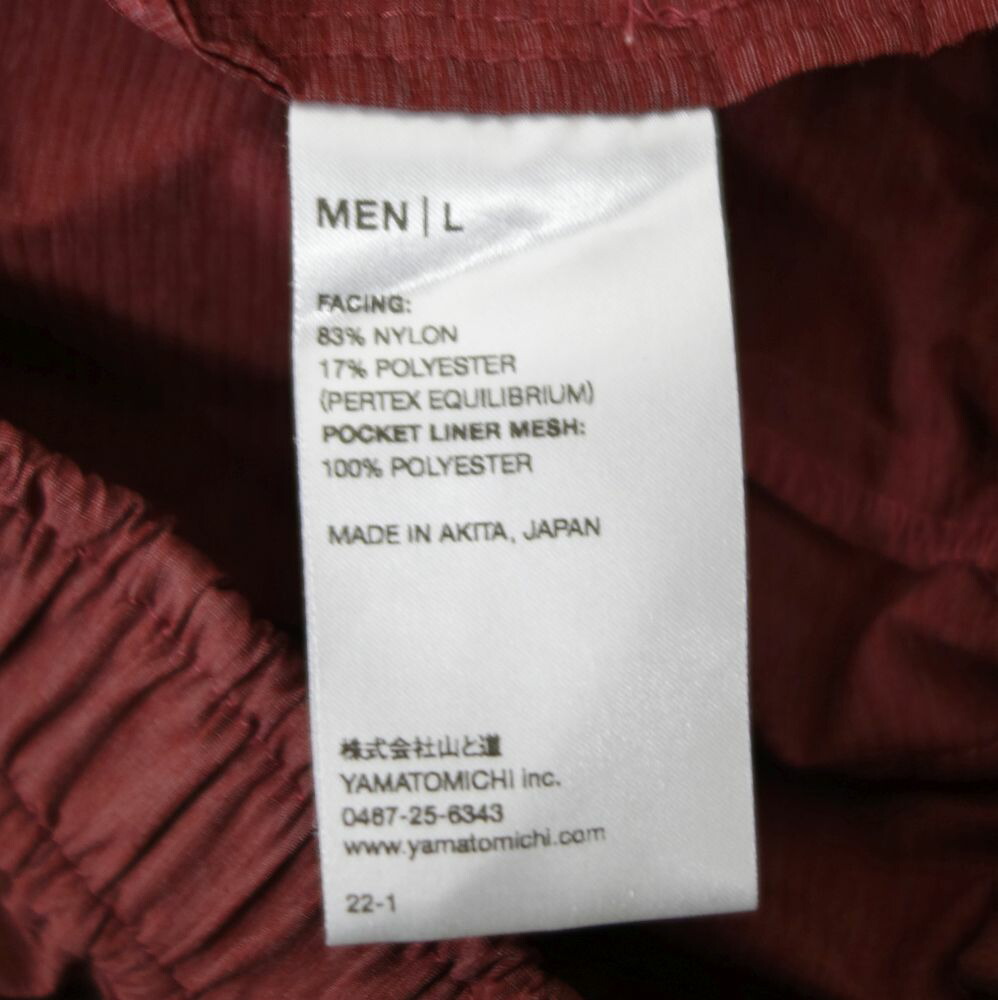 MEN | L
FACING:
83% NYLON
17% POLYESTER
(PERTEX EQUILIBRIUM)
POCKET LINER MESH:
100% POLYESTER
MADE IN AKITA, JAPAN
株式会社山と道
YAMATOMICHI inc.
0467-25-6343
www.yamatomichi.com
22-1